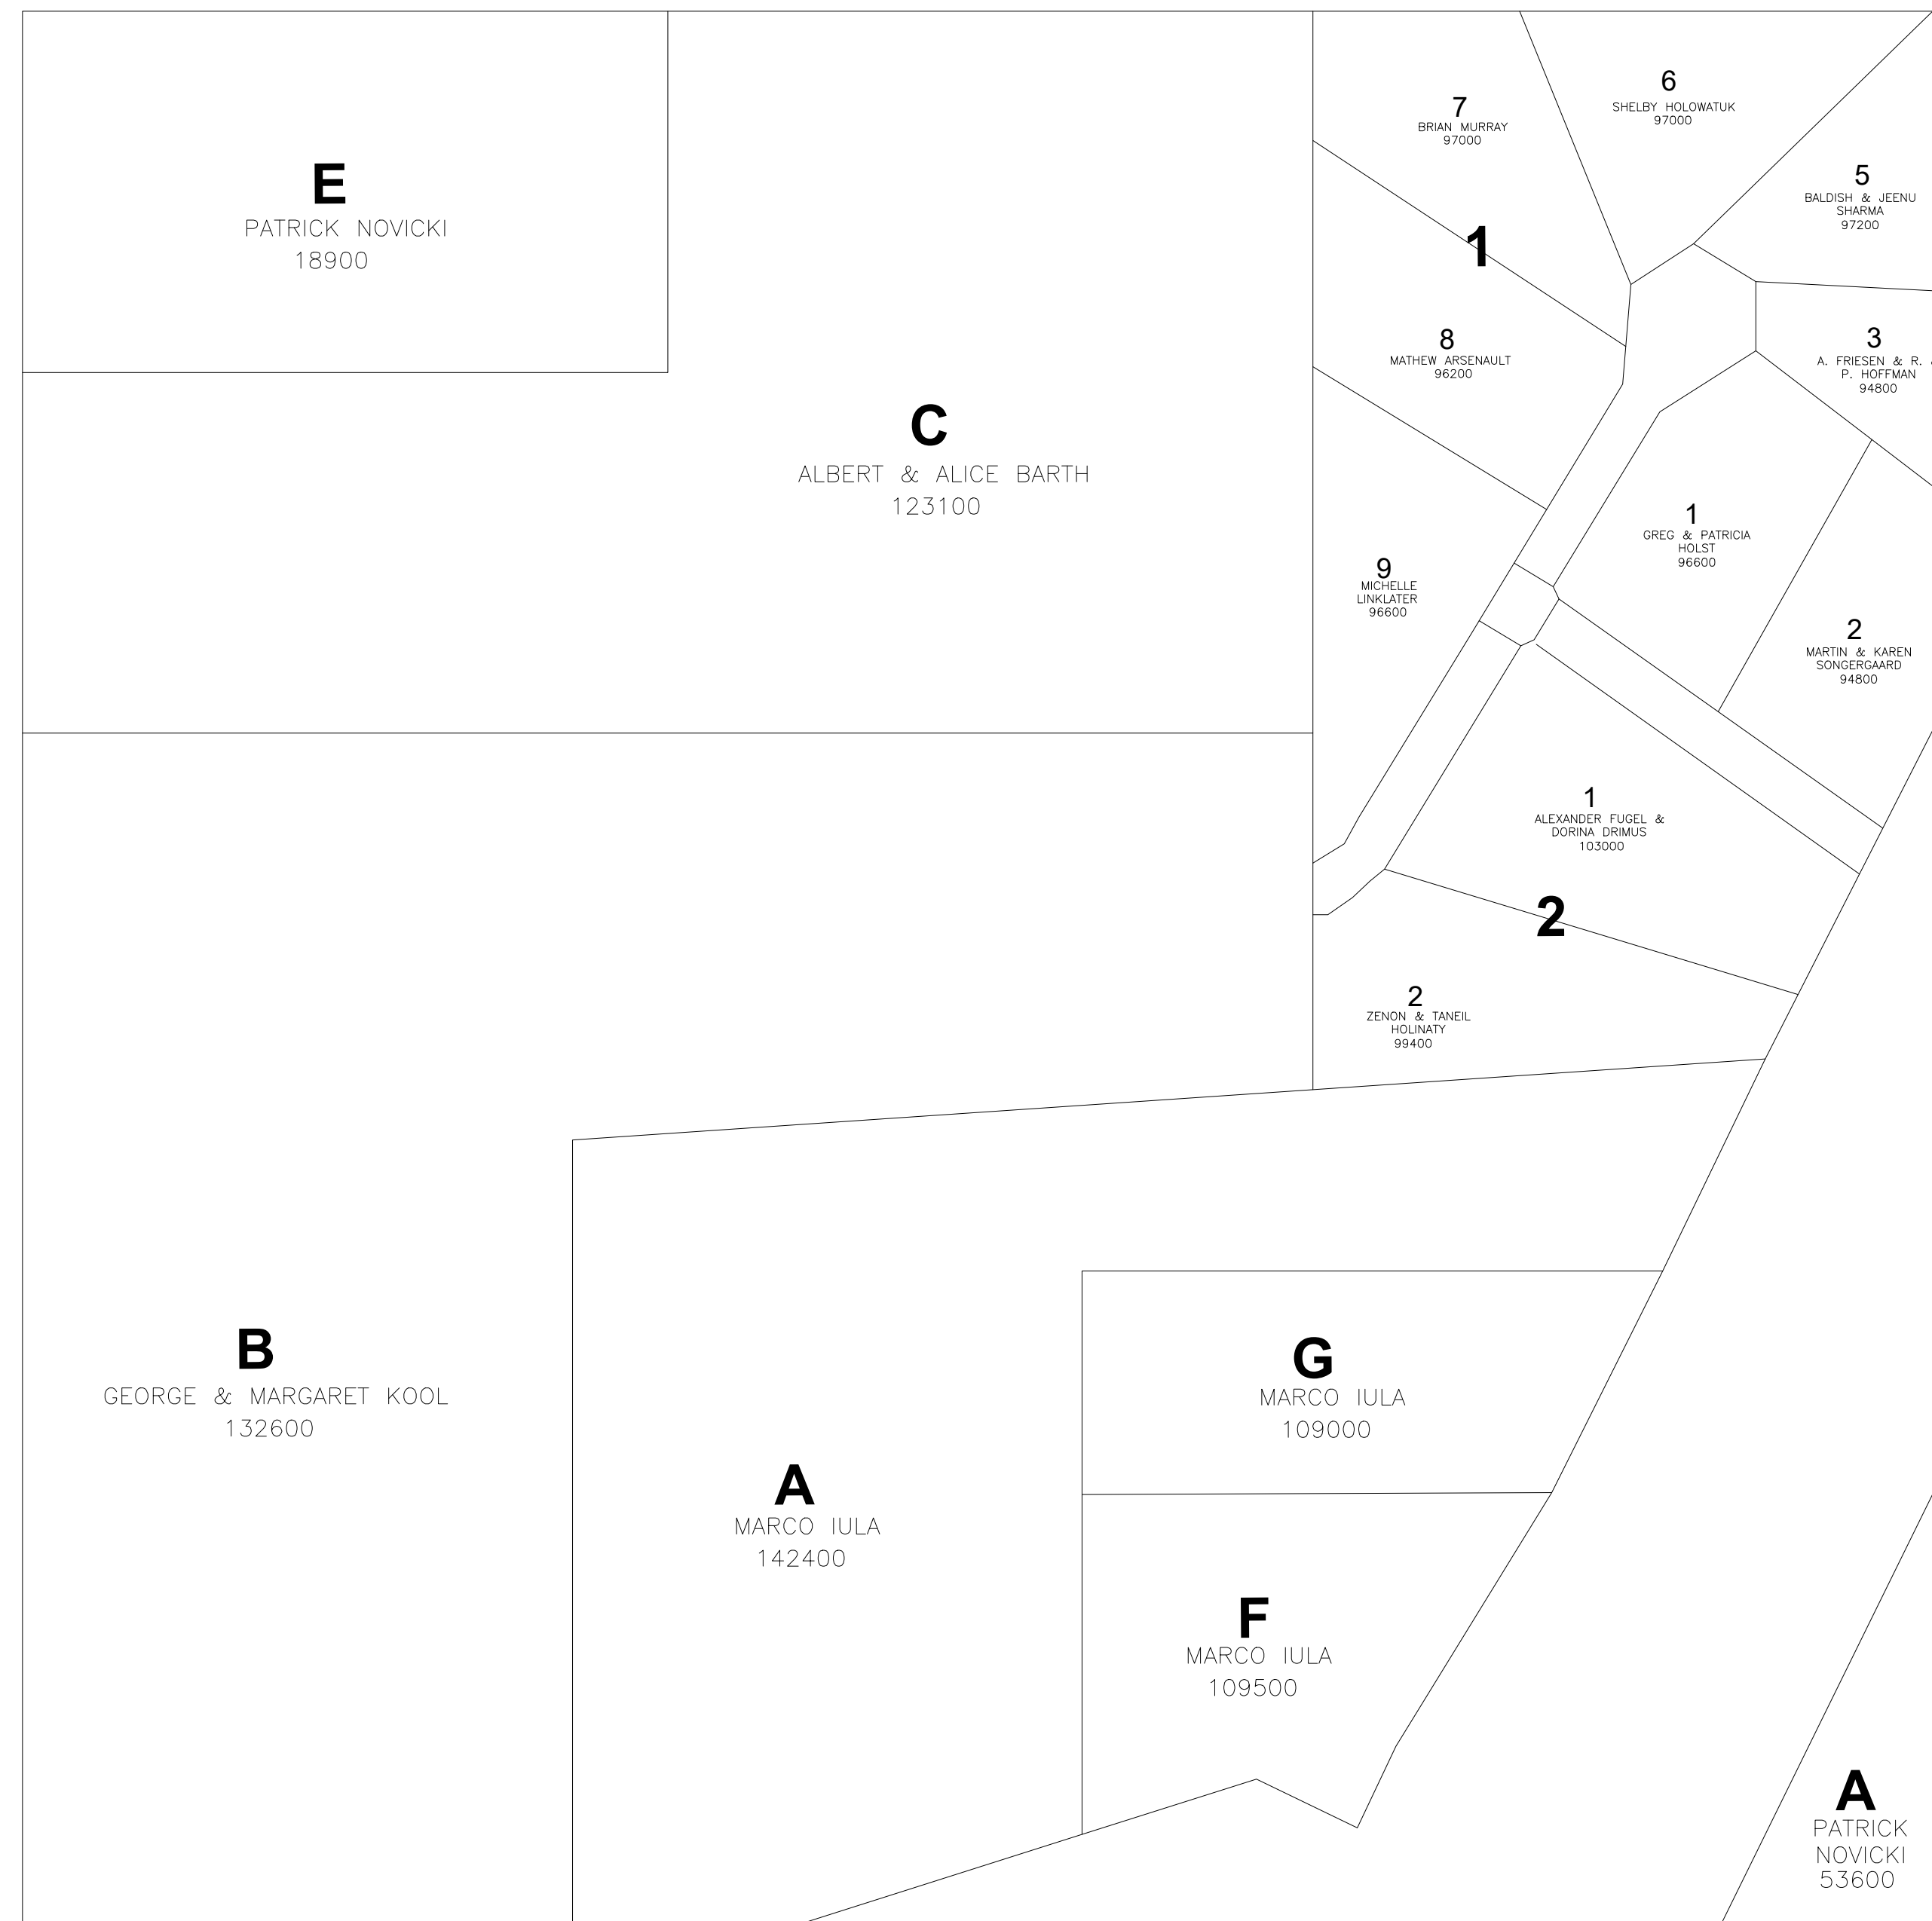 E
PATRICK NOVICKI
18900
C
ALBERT & ALICE BARTH
123100
7
BRIAN MURRAY
97000
6
SHELBY HOLOWATUK
97000
5
BALDISH & JEENU
SHARMA
97200
1
8
MATHEW ARSENAULT
96200
3
A. FRIESEN & R.
P. HOFFMAN
94800
9
MICHELLE
LINKLATER
96600
1
GREG & PATRICIA
HOLST
96600
2
MARTIN & KAREN
SONGERGAARD
94800
1
ALEXANDER FUGEL &
DORINA DRIMUS
103000
2
2
ZENON & TANEIL
HOLINATY
99400
B
GEORGE & MARGARET KOOL
132600
A
MARCO IULA
142400
G
MARCO IULA
109000
F
MARCO IULA
109500
A
PATRICK
NOVICKI
53600